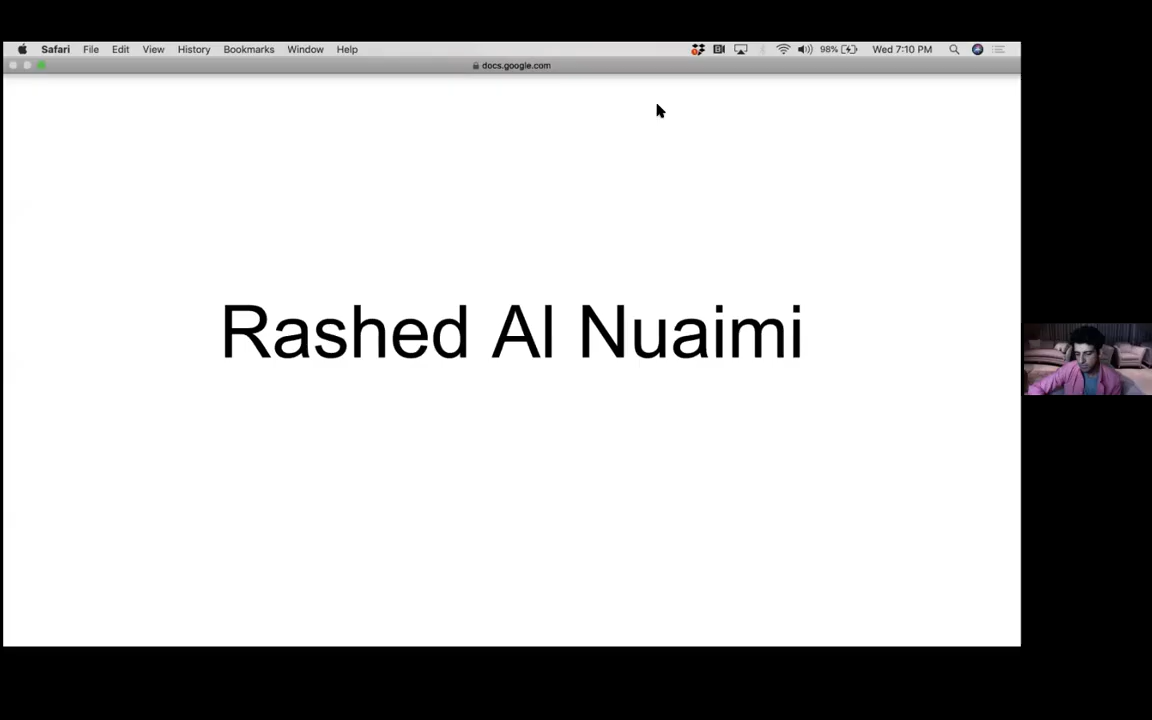 Safari File Edit View History Bookmarks Window Help 98% Wed 7:10 PM
docs.google.com
Rashed Al Nuaimi